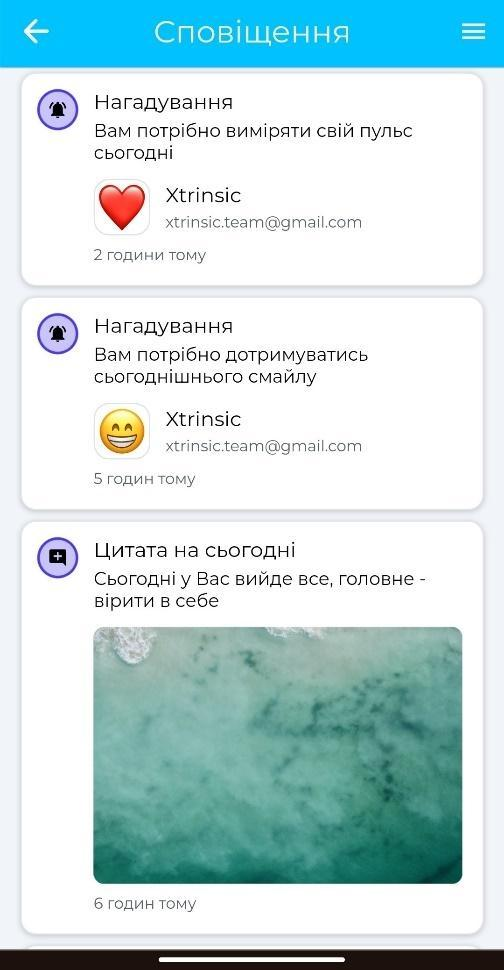 Сповіщення
Нагадування
Вам потрібно виміряти свій пульс
сьогодні
Xtrinsic
xtrinsic.team@gmail.com
2 години тому
Нагадування
Вам потрібно дотримуватись
сьогоднішнього смайлу
Xtrinsic
xtrinsic.team@gmail.com
5 годин тому
Цитата на сьогодні
Сьогодні у Вас вийде все, головне -
вірити в себе
6 годин тому